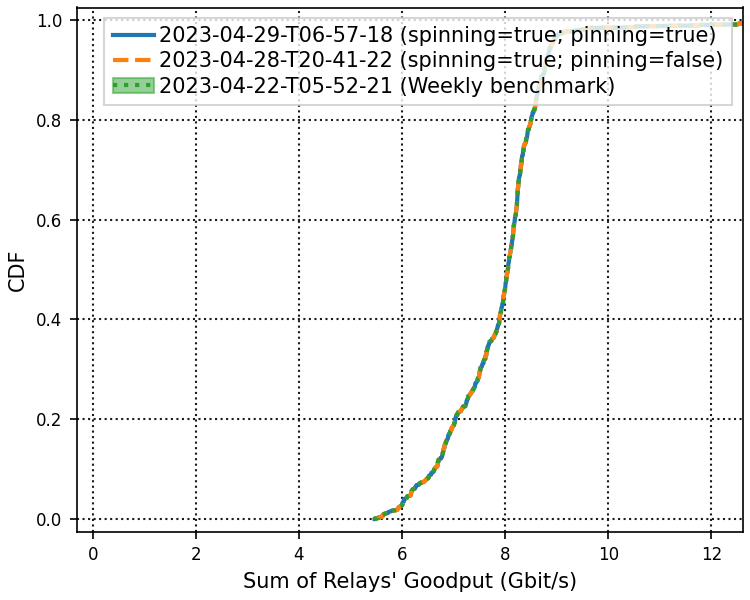 1.0
0.8
0.6
0.4
0.2
0.0
CDF
2023-04-29-T06-57-18 (spinning=true; pinning=true)
2023-04-28-T20-41-22 (spinning=true; pinning=false)
2023-04-22-T05-52-21 (Weekly benchmark)
0 2 4 6 8 10 12
Sum of Relays' Goodput (Gbit/s)